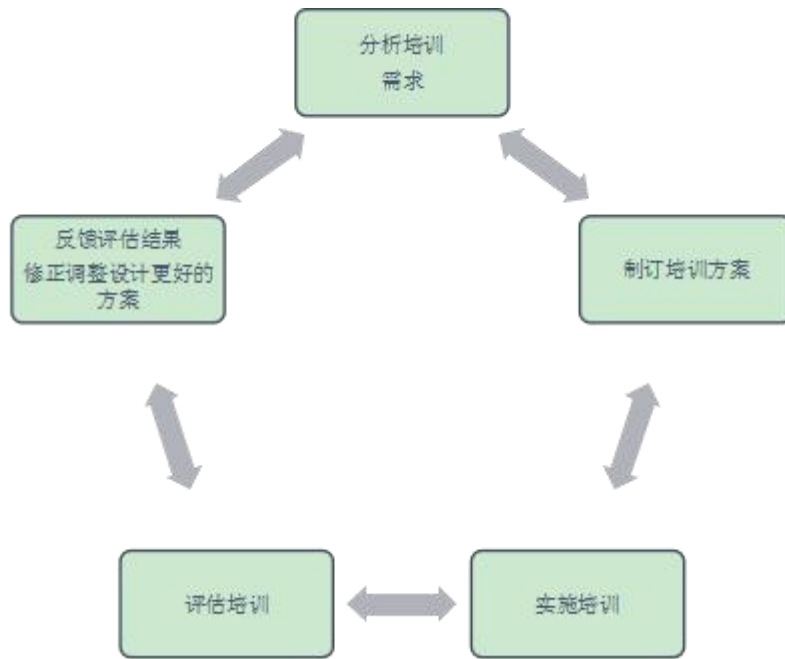 分析培训
需求
反馈评估结果
修正调整设计更好的
方案
制订培训方案
评估培训
实施培训